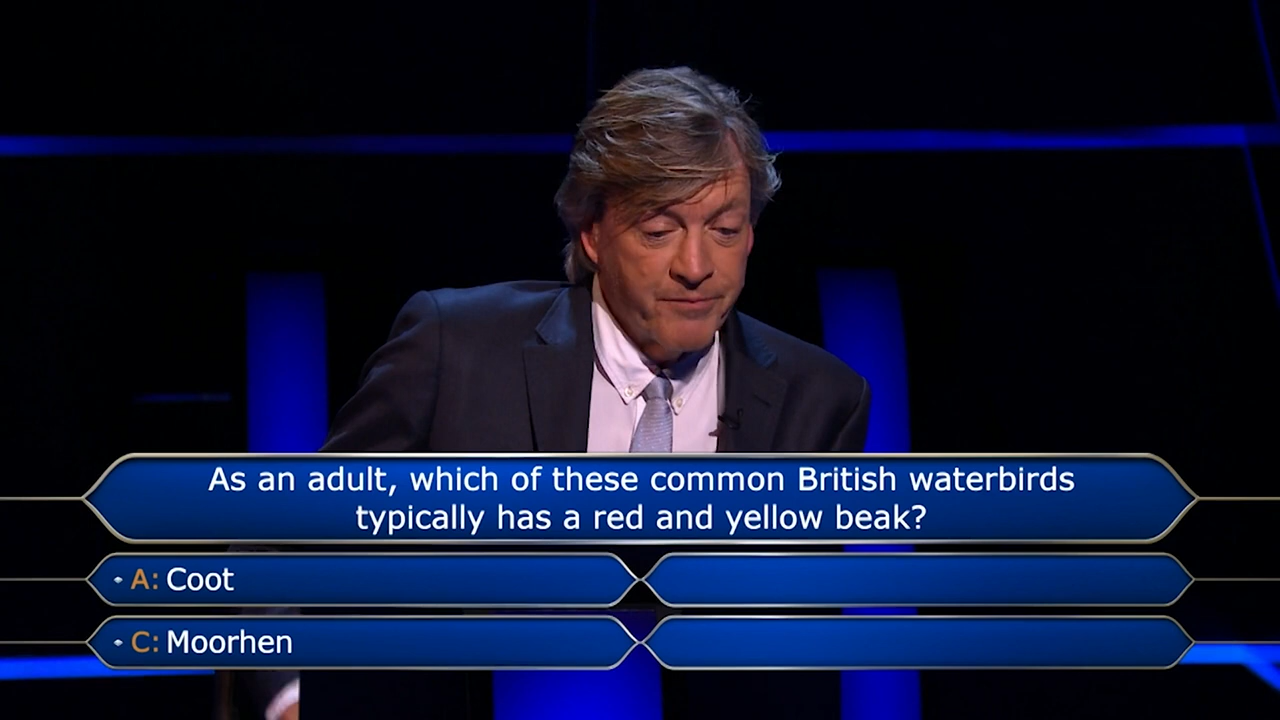 As an adult, which of these common British waterbirds
typically has a red and yellow beak?
A: Coot
C: Moorhen